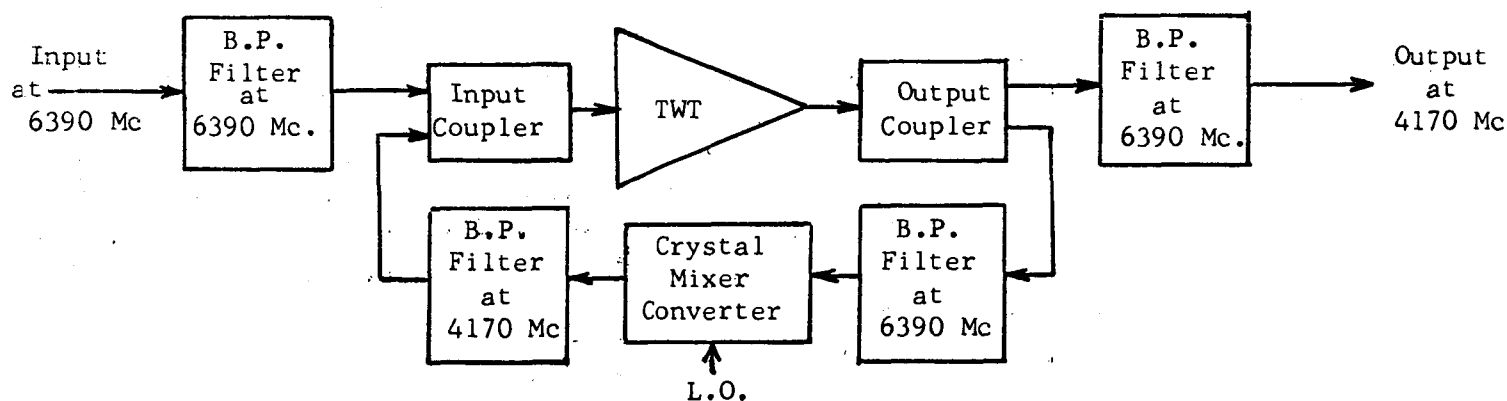 Input
at
6390 Mc
B.P.
Filter
at
6390 Mc.
Input
Coupler
TWT
Output
Coupler
B.P.
Filter
at
6390 Mc.
Output
at
4170 Mc
B.P.
Filter
at
4170 Mc
Crystal
Mixer
Converter
B.P.
Filter
at
6390 Mc
L.O.